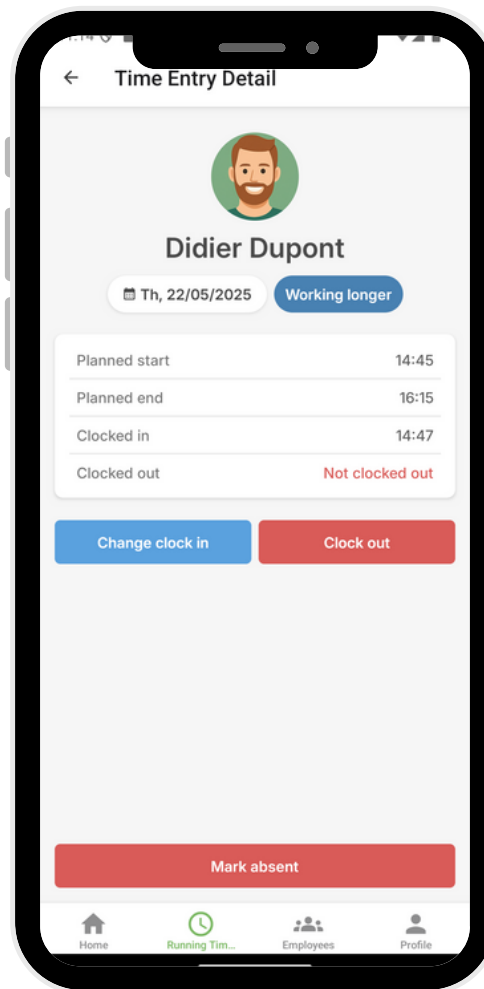 Time Entry Detail
Didier Dupont
Th, 22/05/2025 Working longer
Planned start 14:45
Planned end 16:15
Clocked in 14:47
Clocked out Not clocked out
Change clock in Clock out
Mark absent
Home Running Tim... Employees Profile